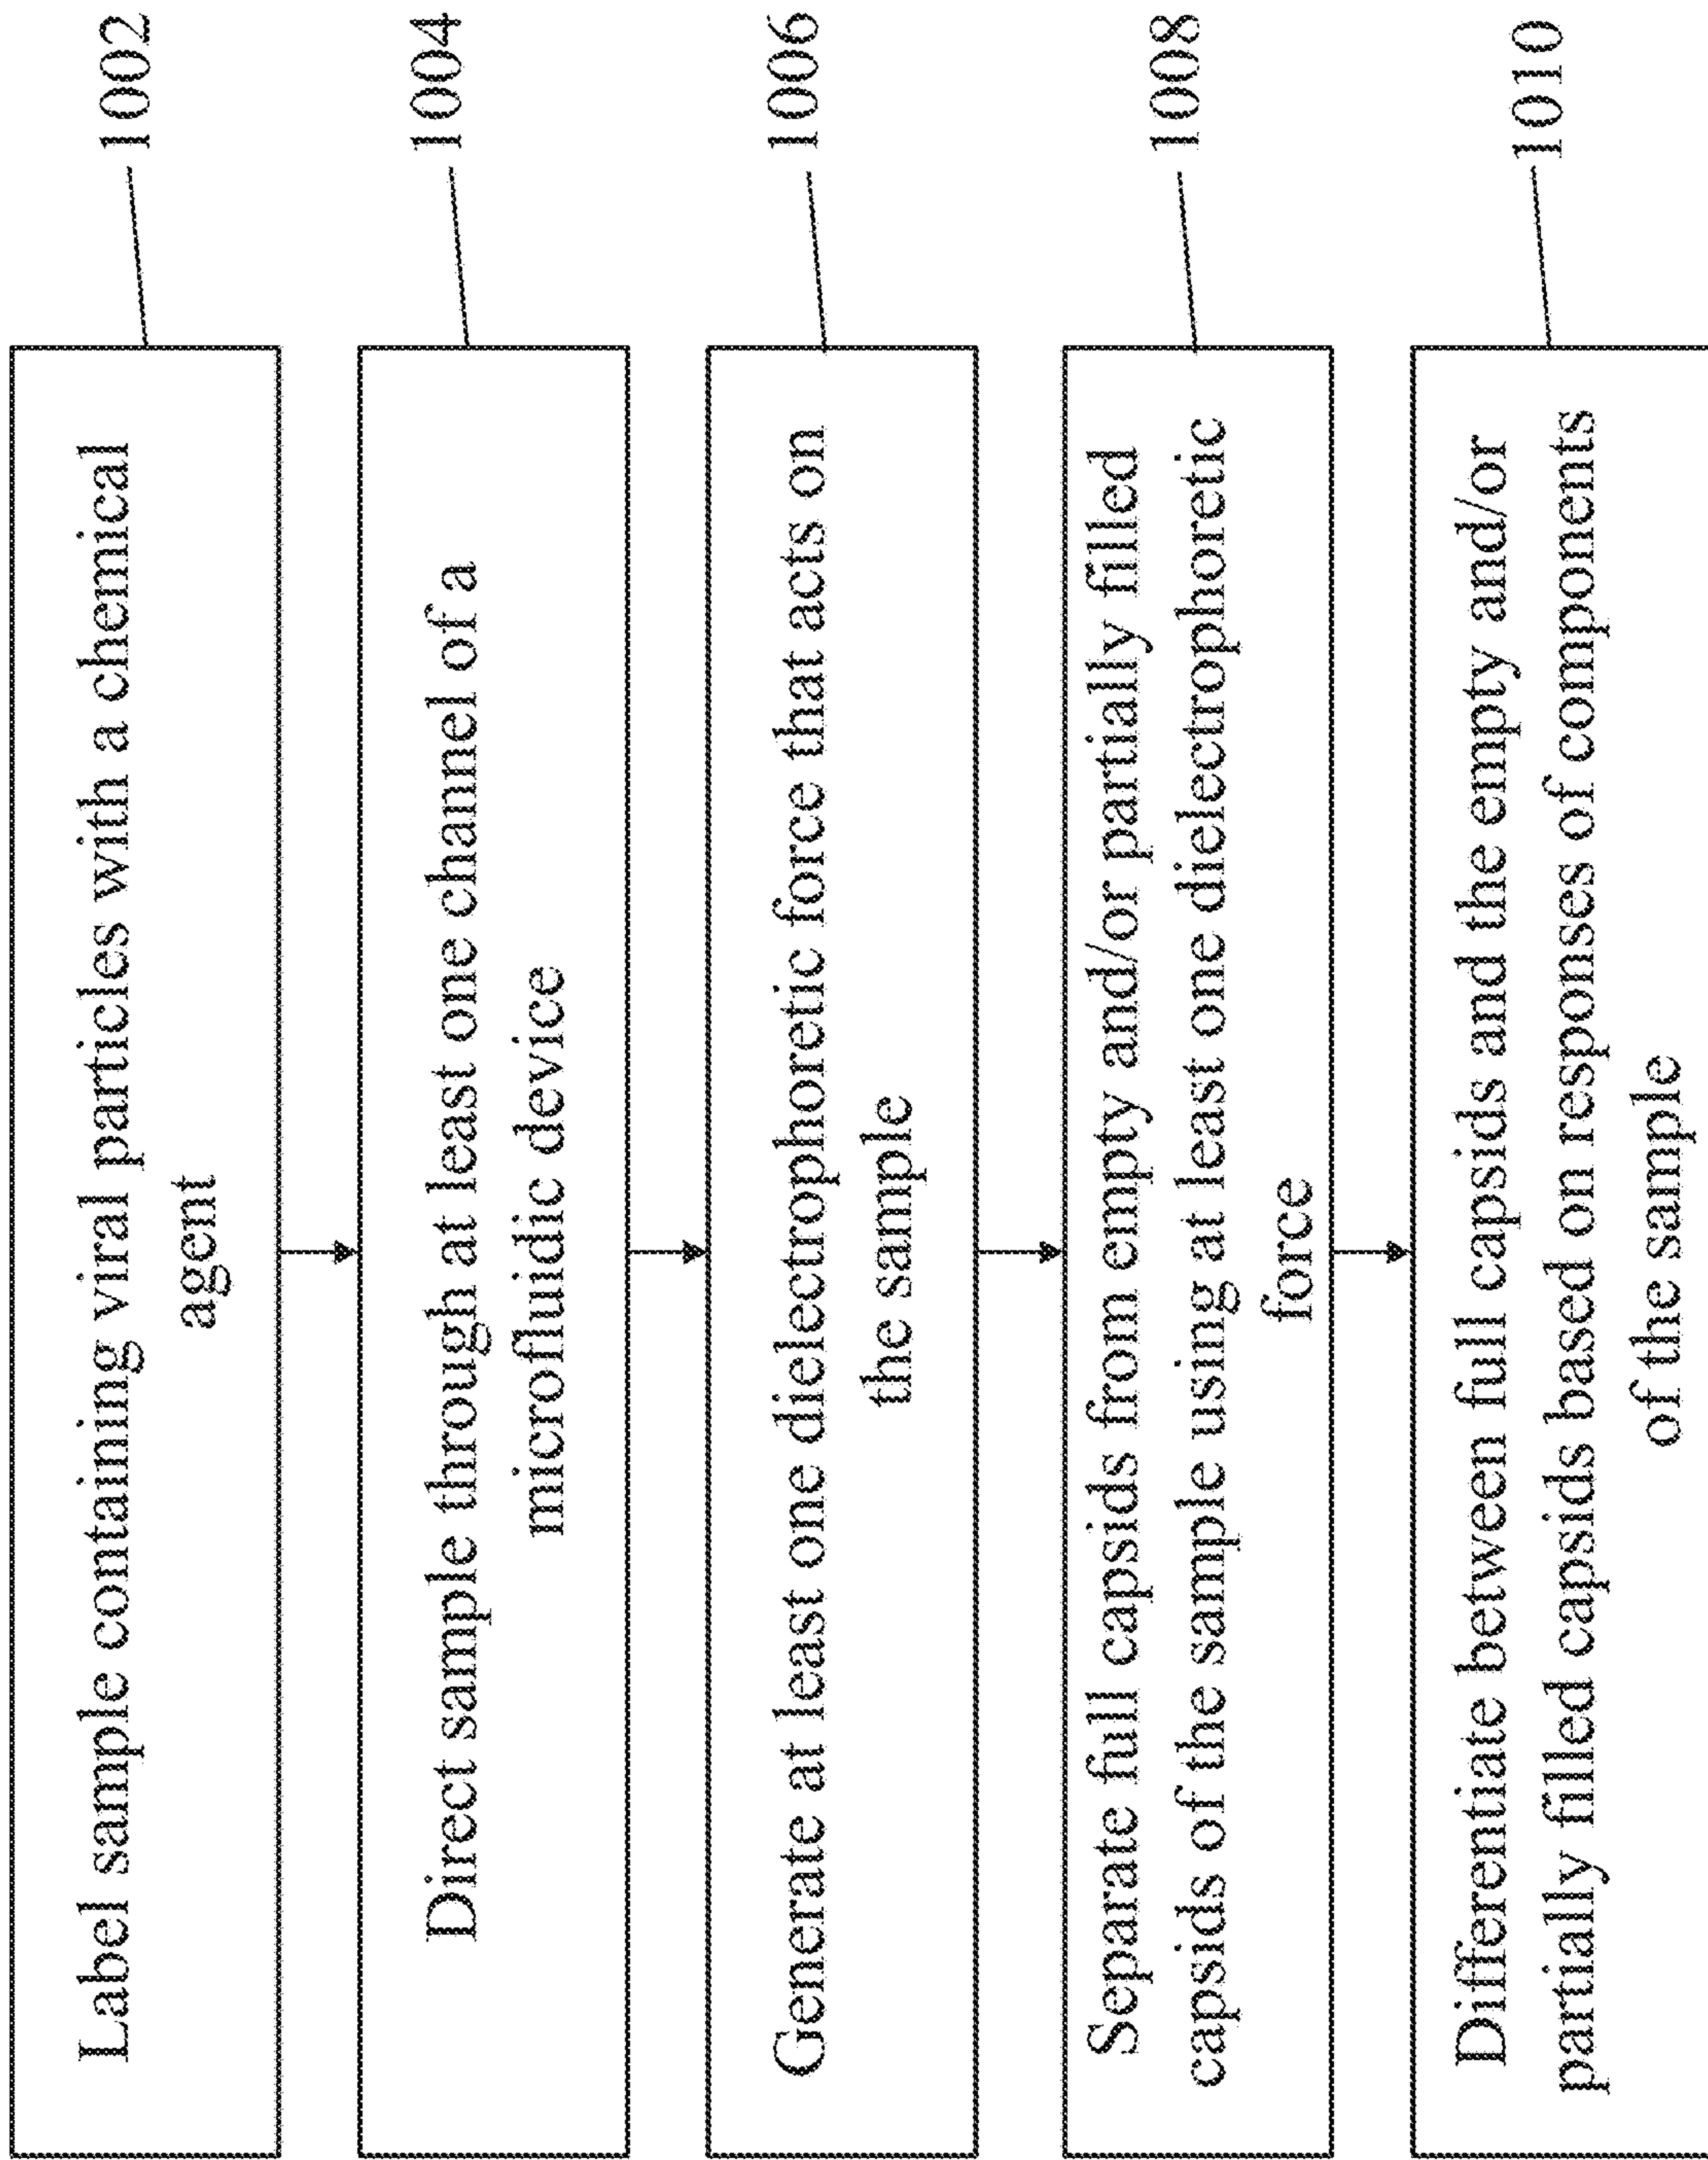 Label sample containing viral particles with a chemical
agent
1002
Direct sample through at least one channel of a
microfluidic device
1004
Generate at least one dielectrophoretic force that acts on
the sample
1006
Separate full capsids from empty and/or partially filled
capsids of the sample using at least one dielectrophoretic
force
1008
Differentiate between full capsids and the empty and/or
partially filled capsids based on responses of components
of the sample
1010